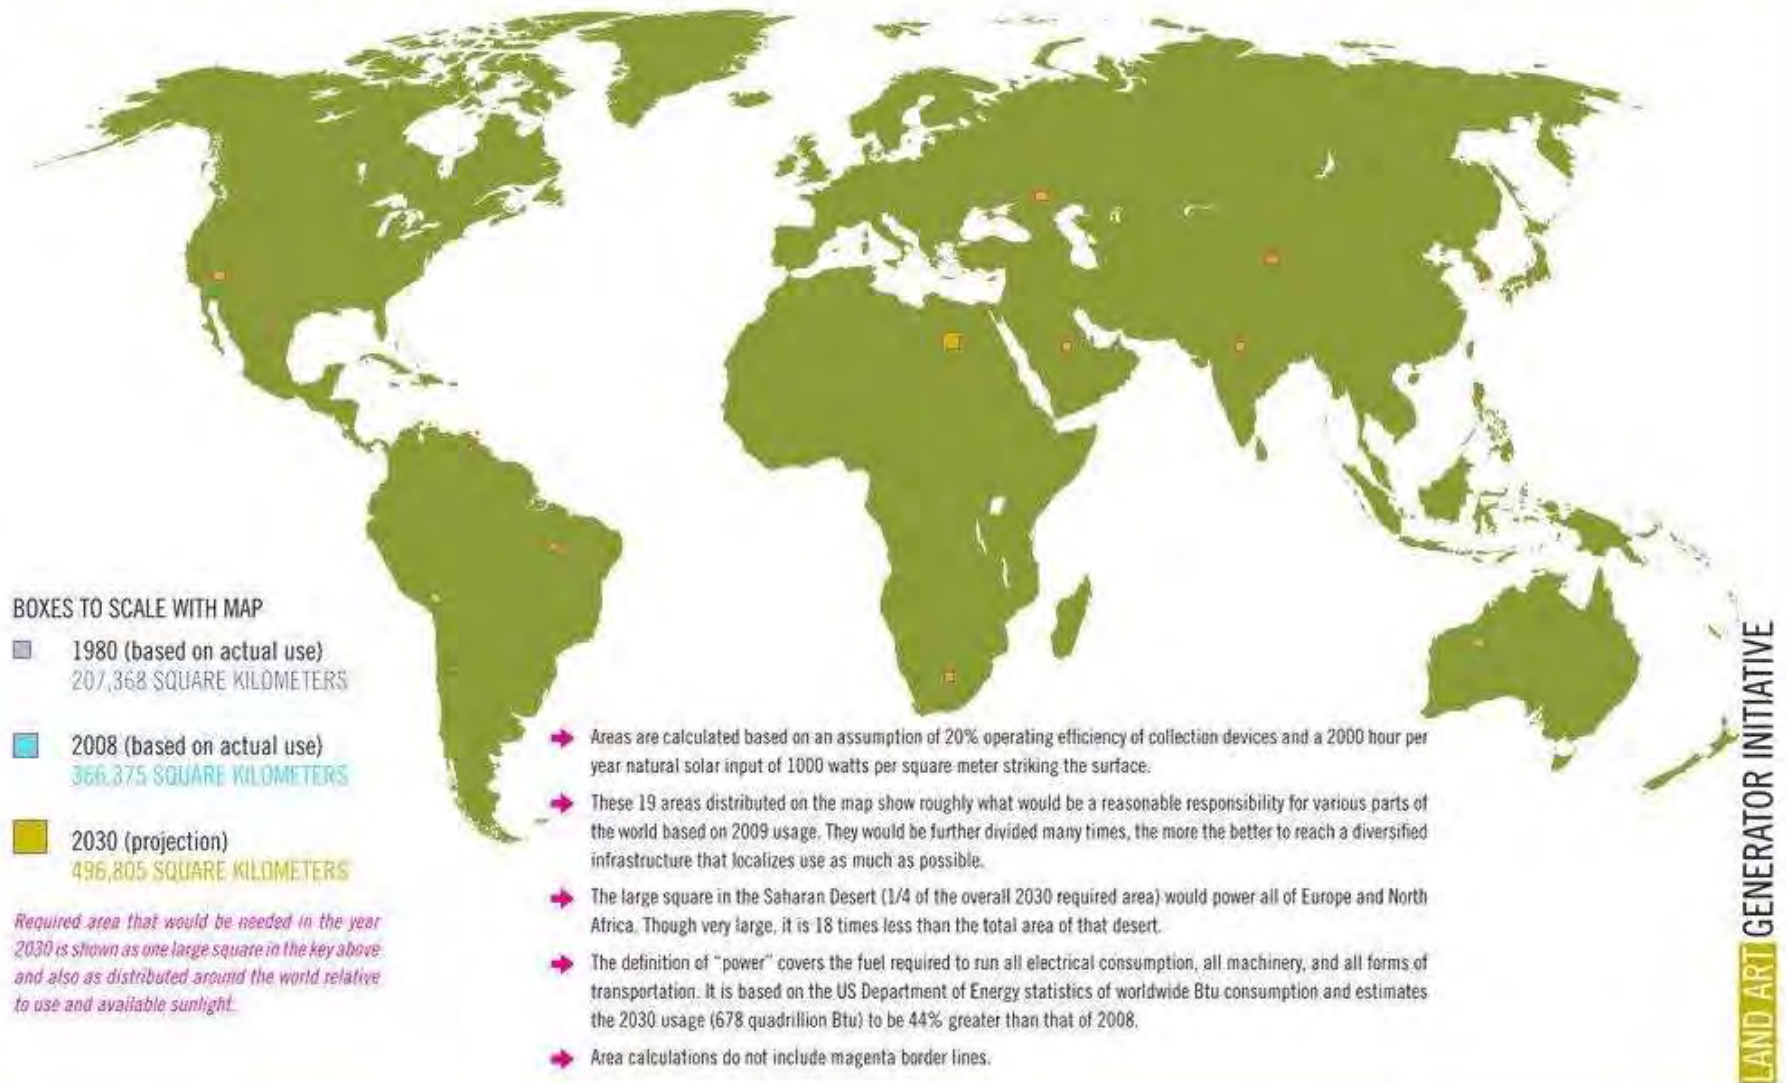 BOXES TO SCALE WITH MAP
1980 (based on actual use)
207,368 SQUARE KILOMETERS
2008 (based on actual use)
366,375 SQUARE KILOMETERS
2030 (projection)
496,805 SQUARE KILOMETERS
Required area that would be needed in the year
2030 is shown as one large square in the key above
and also as distributed around the world relative
to use and available sunlight.
Areas are calculated based on an assumption of 20% operating efficiency of collection devices and a 2000 hour per
year natural solar input of 1000 watts per square meter striking the surface.
These 19 areas distributed on the map show roughly what would be a reasonable responsibility for various parts of
the world based on 2009 usage. They would be further divided many times, the more the better to reach a diversified
infrastructure that localizes use as much as possible.
The large square in the Saharan Desert (1/4 of the overall 2030 required area) would power all of Europe and North
Africa. Though very large, it is 18 times less than the total area of that desert.
The definition of "power" covers the fuel required to run all electrical consumption, all machinery, and all forms of
transportation. It is based on the US Department of Energy statistics of worldwide Btu consumption and estimates
the 2030 usage (678 quadrillion Btu) to be 44% greater than that of 2008.
Area calculations do not include magenta border lines.
LAND ART GENERATOR INITIATIVE